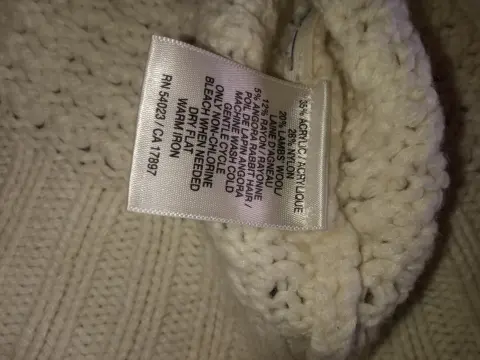 35% ACRYLIC / ACRYLIQUE
28% NYLON
20% LAMBS' WOOL/
LAINE D'AGNEAU
12% RAYON / RAYONNE
5% ANGORA RABBIT HAIR /
POIL DE LAPIN ANGORA
MACHINE WASH COLD
GENTLE CYCLE
ONLY NON-CHLORINE
BLEACH WHEN NEEDED
DRY FLAT
WARM IRON
RN 54023 / CA 17897